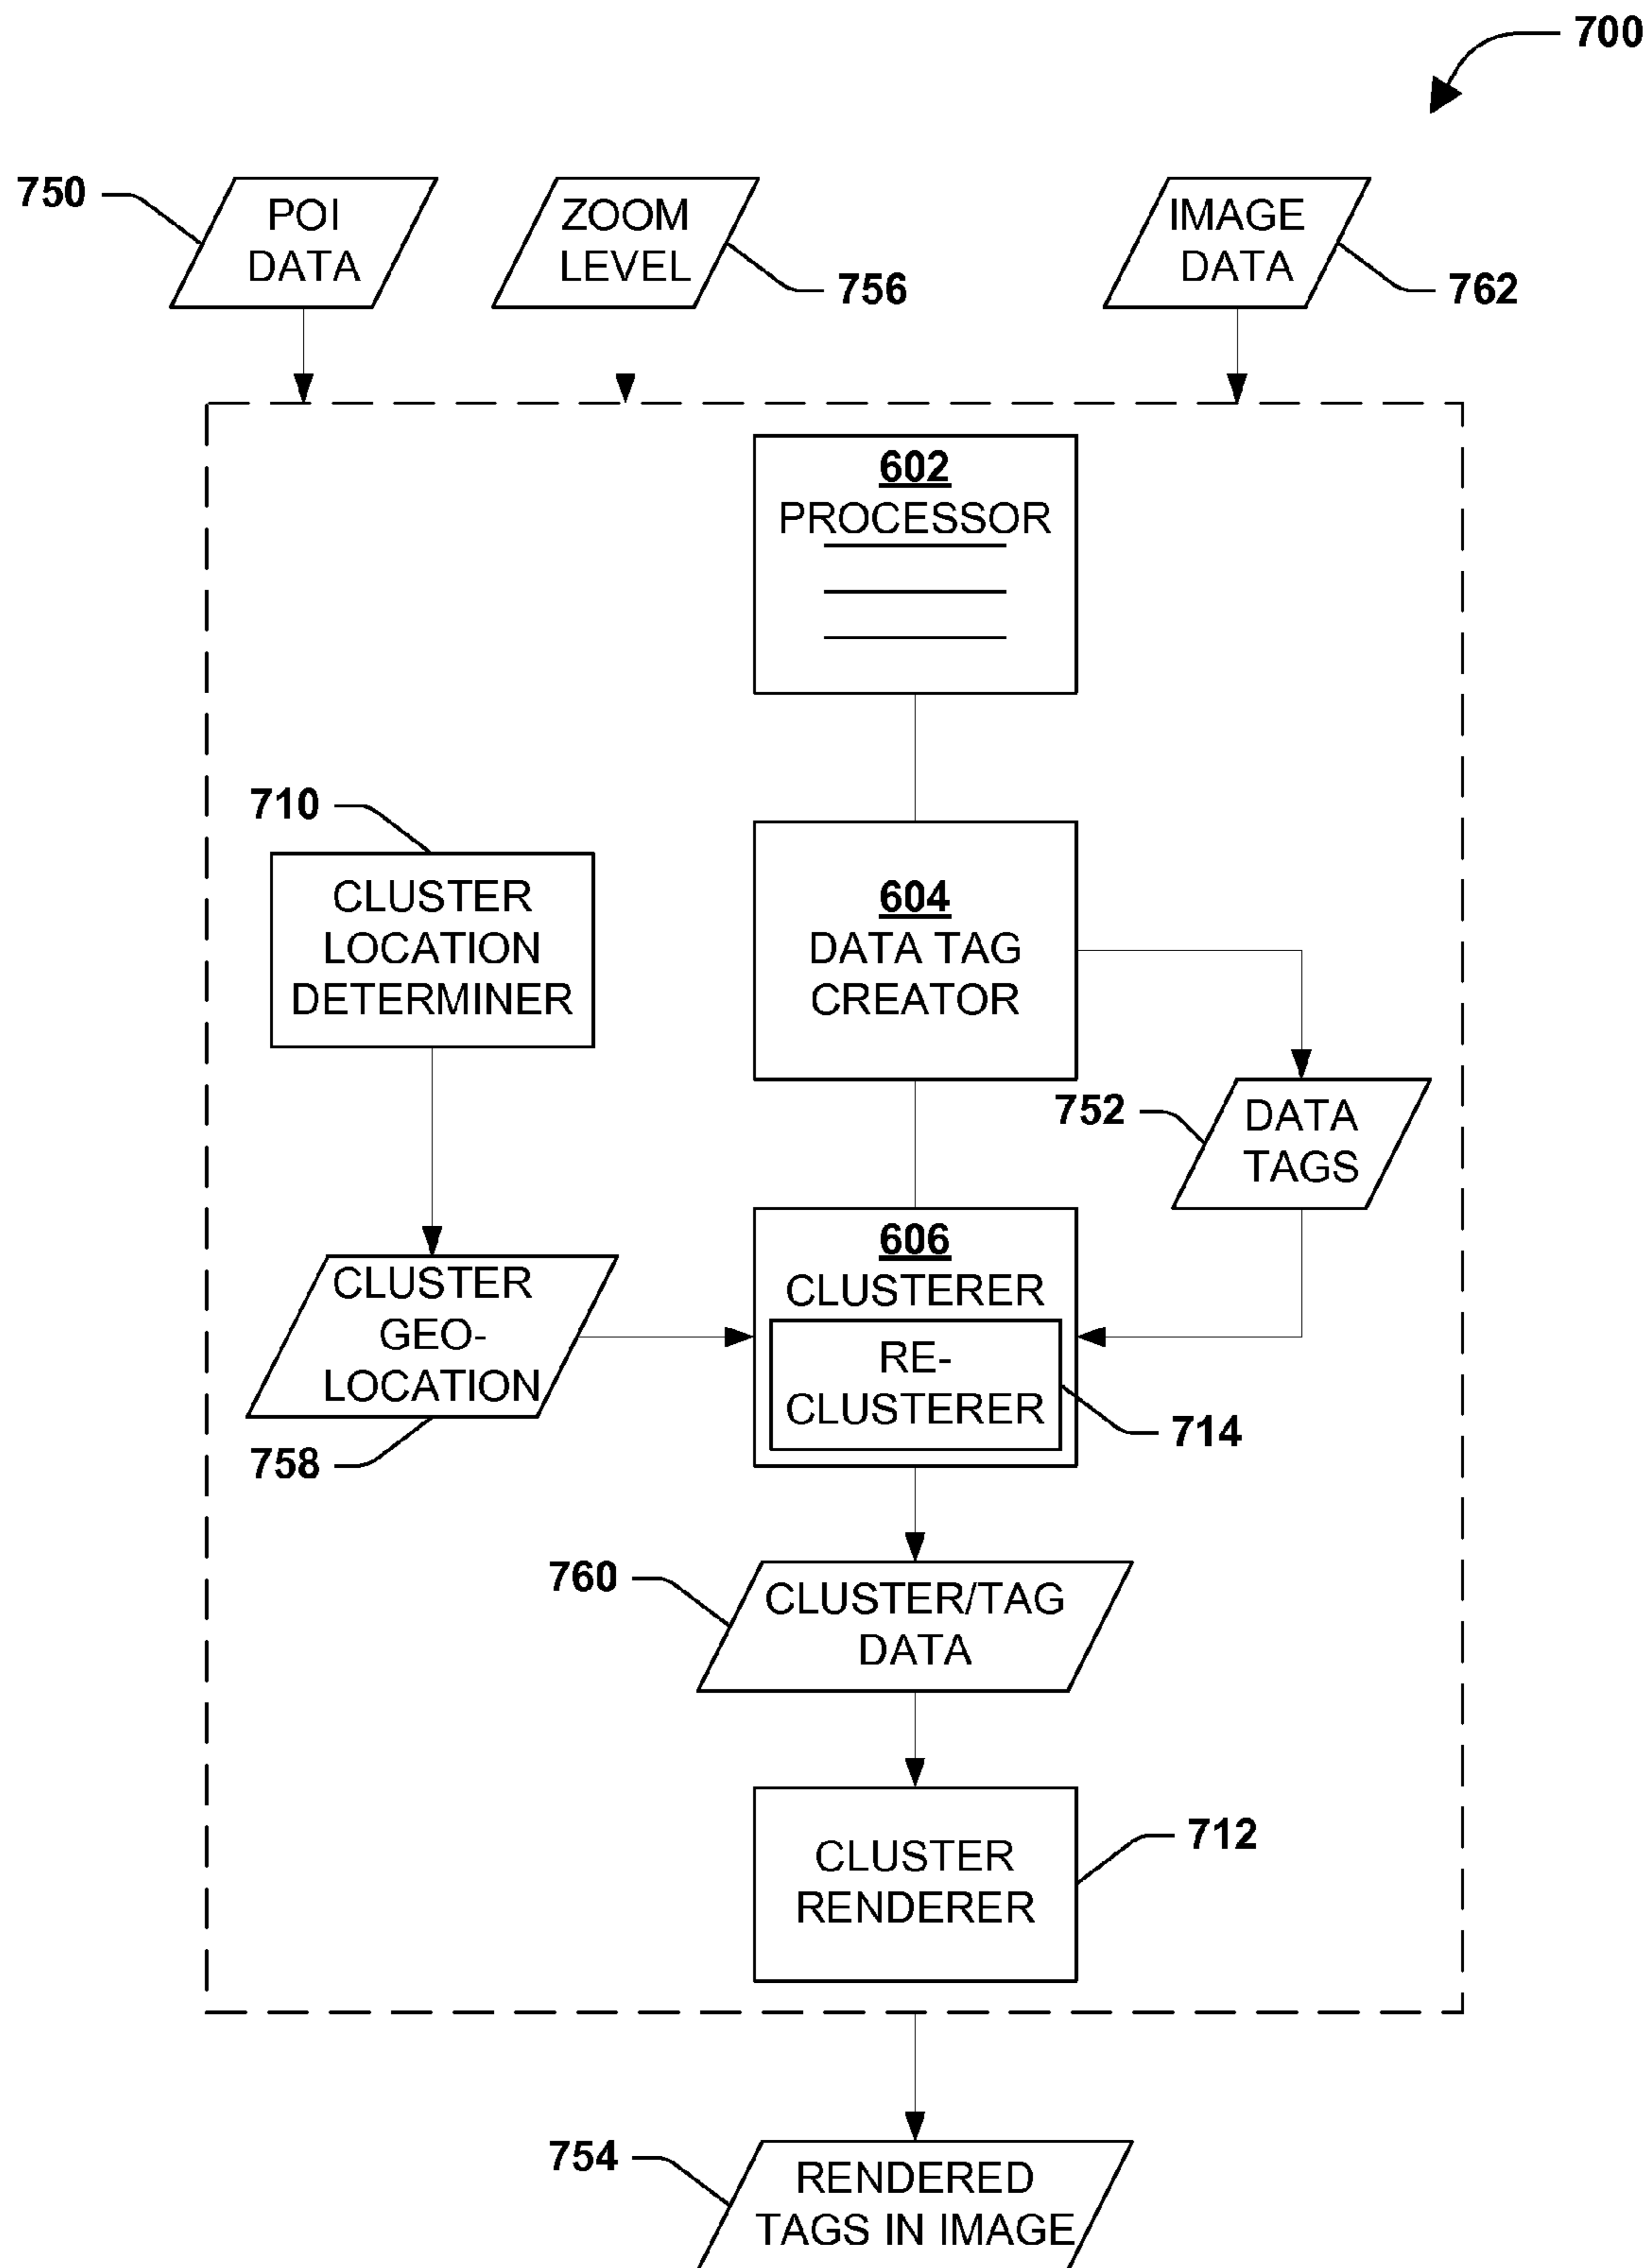 700
750
POI
DATA
ZOOM
LEVEL
756
IMAGE
DATA
762
602
PROCESSOR
710
CLUSTER
LOCATION
DETERMINER
604
DATA TAG
CREATOR
752
DATA
TAGS
CLUSTER
GEO-
LOCATION
758
606
CLUSTERER
RE-
CLUSTERER
714
760
CLUSTER/TAG
DATA
CLUSTER
RENDERER
712
754
RENDERED
TAGS IN IMAGE